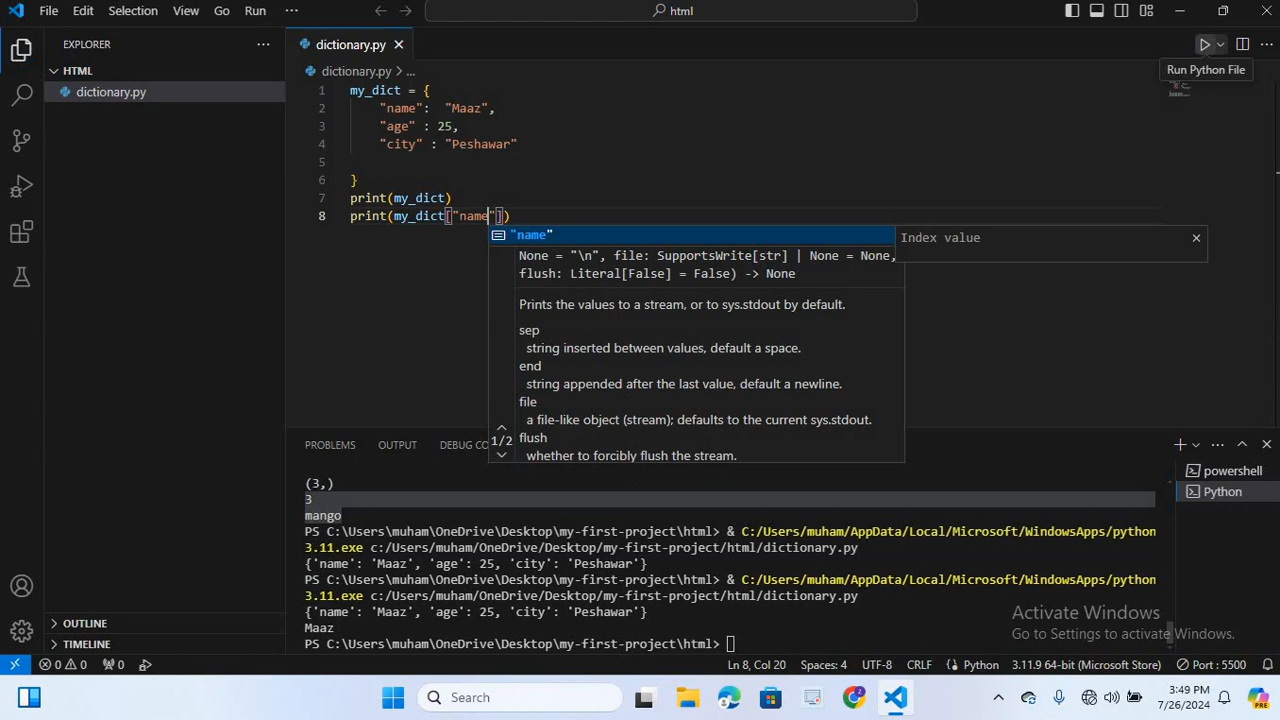 File Edit Selection View Go Run ··· html
EXPLORER ···
dictionary.py
Run Python File
HTML
dictionary.py
dictionary.py > ...
1 my_dict = {
2 "name":  "Maaz",
3 "age" : 25,
4 "city" : "Peshawar"
5
6 }
7 print(my_dict)
8 print(my_dict["name"])
"name"
Index value
None = "\n", file: SupportsWrite[str] | None = None,
flush: Literal[False] = False) -> None
Prints the values to a stream, or to sys.stdout by default.
sep
string inserted between values, default a space.
end
string appended after the last value, default a newline.
file
a file-like object (stream); defaults to the current sys.stdout.
1/2
flush
whether to forcibly flush the stream.
PROBLEMS OUTPUT DEBUG CO
powershell
Python
(3,)
3
mango
PS C:\Users\muham\OneDrive\Desktop\my-first-project\html> & C:/Users/muham/AppData/Local/Microsoft/WindowsApps/python
3.11.exe c:/Users/muham/OneDrive/Desktop/my-first-project/html/dictionary.py
{'name': 'Maaz', 'age': 25, 'city': 'Peshawar'}
PS C:\Users\muham\OneDrive\Desktop\my-first-project\html> & C:/Users/muham/AppData/Local/Microsoft/WindowsApps/python
3.11.exe c:/Users/muham/OneDrive/Desktop/my-first-project/html/dictionary.py
{'name': 'Maaz', 'age': 25, 'city': 'Peshawar'}
Maaz
PS C:\Users\muham\OneDrive\Desktop\my-first-project\html>
OUTLINE
TIMELINE
Activate Windows
Go to Settings to activate Windows.
0 0 0 Ln 8, Col 20 Spaces: 4 UTF-8 CRLF Python 3.11.9 64-bit (Microsoft Store) Port : 5500
Search
3:49 PM
7/26/2024
PRE